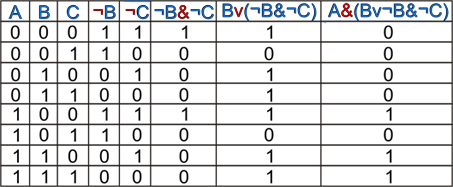 A B C ¬B ¬C ¬B&¬C Bv(¬B&¬C) A&(Bv¬B&¬C)
0 0 0 1 1 1 1 0
0 0 1 1 0 0 0 0
0 1 0 0 1 0 1 0
0 1 1 0 0 0 1 0
1 0 0 1 1 1 1 1
1 0 1 1 0 0 0 0
1 1 0 0 1 0 1 1
1 1 1 0 0 0 1 1